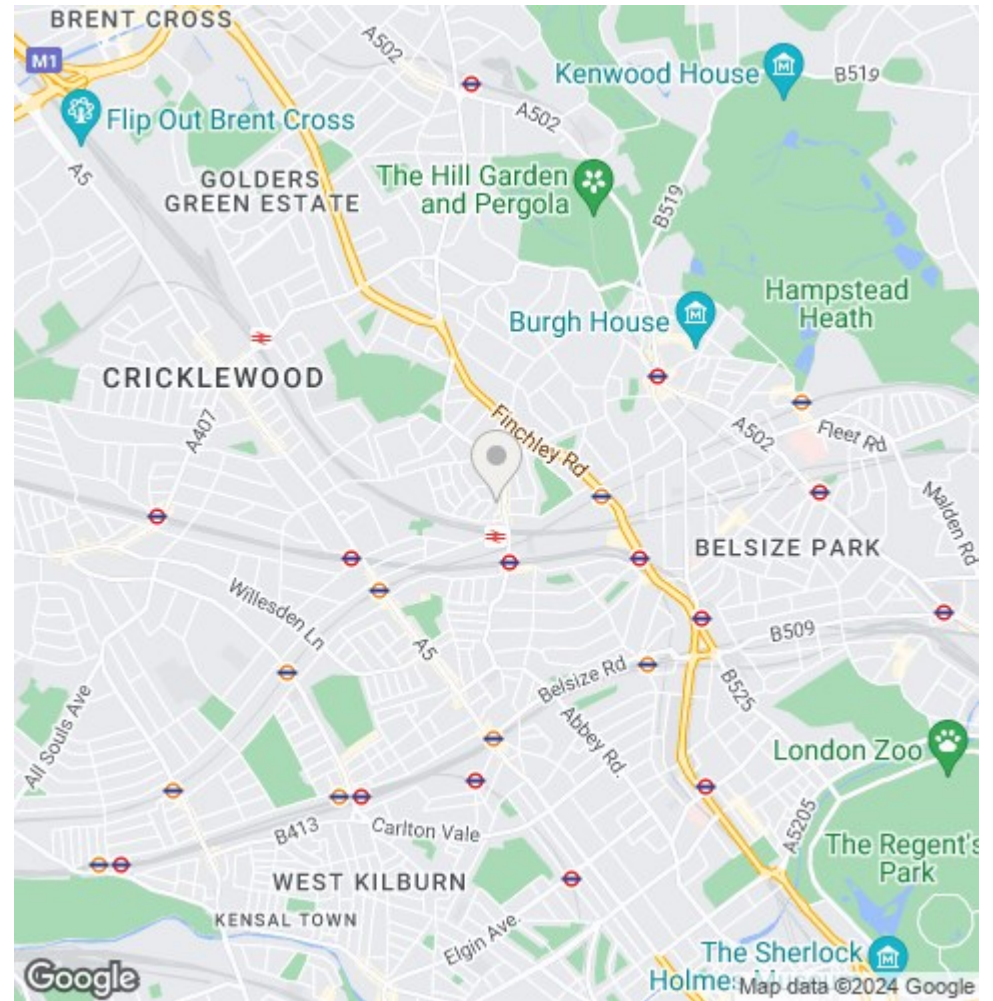 BRENT CROSS
M1
A502
Kenwood House
B519
Flip Out Brent Cross
A502
A5
GOLDERS
GREEN ESTATE
The Hill Garden
and Pergola
B519
Hampstead
Heath
Burgh House
CRICKLEWOOD
A407
Finchley Rd
A502
Fleet Rd
Malden Rd
BELSIZE PARK
Willesden Ln
A5
B509
Belsize Rd
B525
All Souls Ave
Abbey Rd.
London Zoo
A5205
B413
Carlton Vale
The Regent's
Park
WEST KILBURN
KENSAL TOWN
Elgin Ave.
The Sherlock
Holmes Museum
Google
Map data ©2024 Google